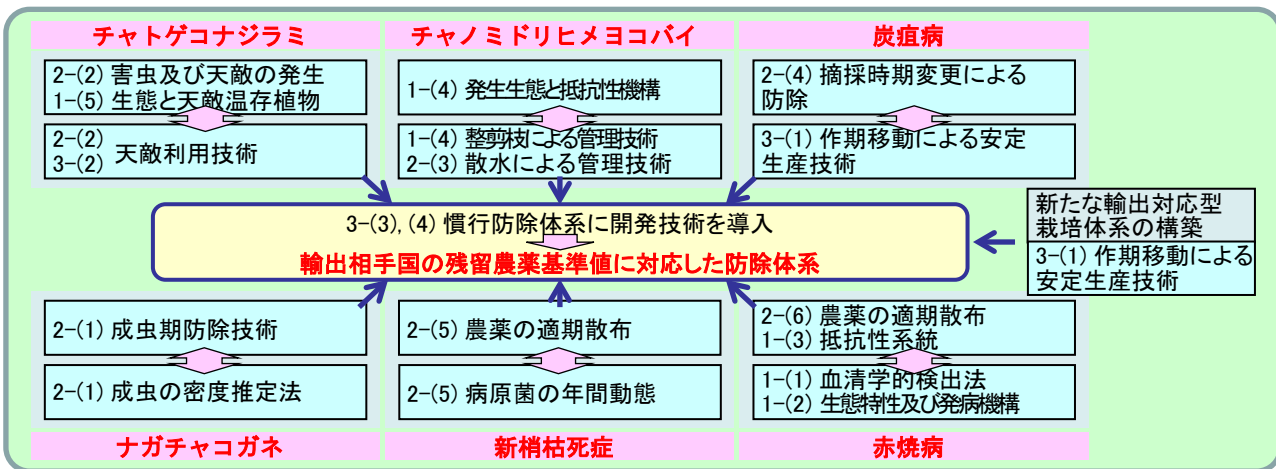 チャトゲコナジラミ
2-(2) 害虫及び天敵の発生
1-(5) 生態と天敵温存植物
2-(2)
3-(2)
天敵利用技術
チャノミドリヒメヨコバイ
1-(4) 発生生態と抵抗性機構
1-(4) 整剪枝による管理技術
2-(3) 散水による管理技術
炭疽病
2-(4) 摘採時期変更による
防除
3-(1) 作期移動による安定
生産技術
3-(3), (4) 慣行防除体系に開発技術を導入
輸出相手国の残留農薬基準値に対応した防除体系
新たな輸出対応型
栽培体系の構築
3-(1) 作期移動による
安定生産技術
2-(1) 成虫期防除技術
2-(1) 成虫の密度推定法
ナガチャコガネ
2-(5) 農薬の適期散布
2-(5) 病原菌の年間動態
新梢枯死症
2-(6) 農薬の適期散布
1-(3) 抵抗性系統
1-(1) 血清学的検出法
1-(2) 生態特性及び発病機構
赤焼病